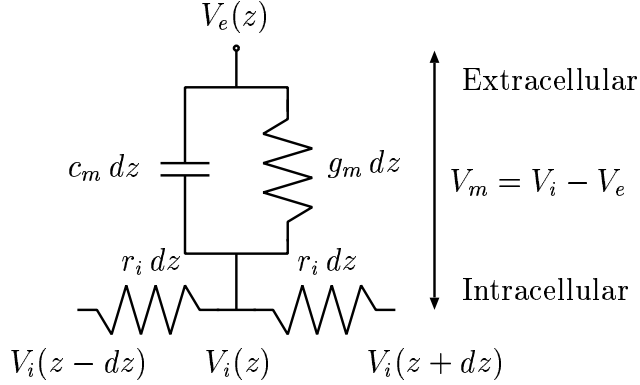 V_e(z)
Extracellular
c_m dz
g_m dz
V_m = V_i − V_e
r_i dz
r_i dz
Intracellular
V_i(z − dz)
V_i(z)
V_i(z + dz)